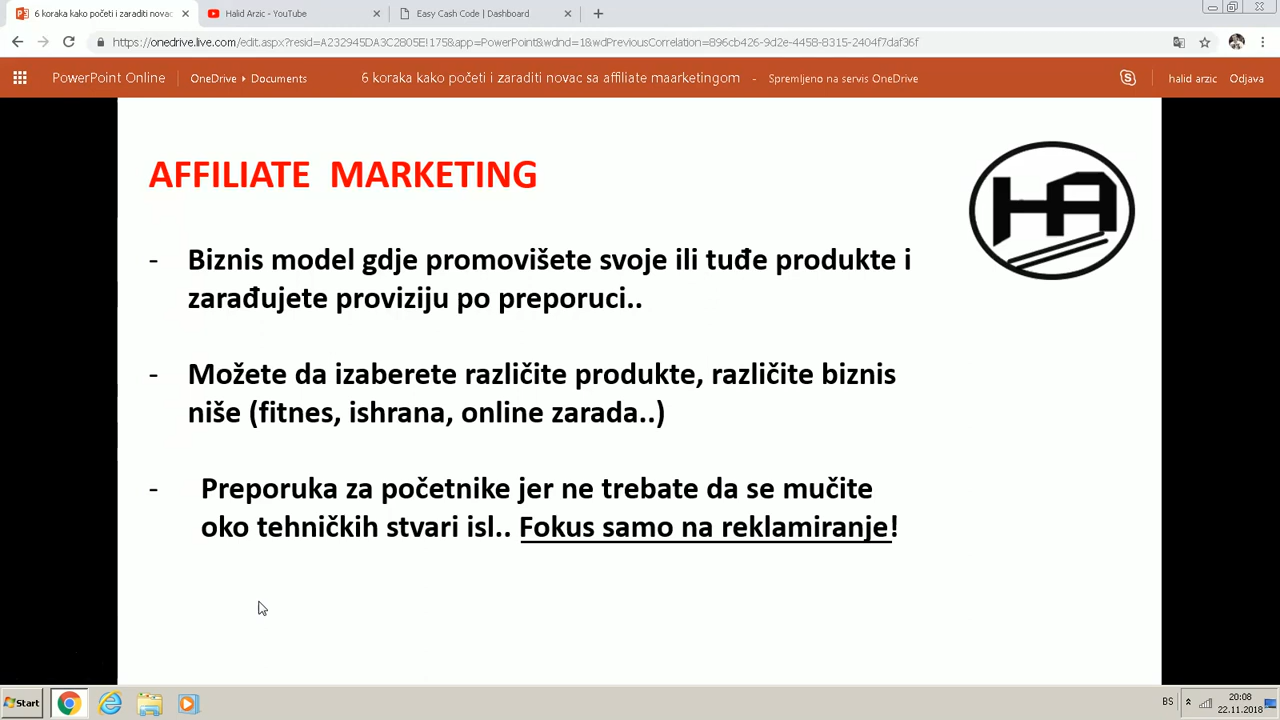 6 koraka kako početi i zaraditi novac
Halid Arzic - YouTube
Easy Cash Code | Dashboard
https://onedrive.live.com/edit.aspx?resid=A232945DA3C2805E!175&app=PowerPoint&wdnd=1&wdPreviousCorrelation=896cb426-9d2e-4458-8315-2404f7daf36f
PowerPoint Online
OneDrive
Documents
6 koraka kako početi i zaraditi novac sa affiliate maarketingom
- Spremljeno na servis OneDrive
halid arzic
Odjava
AFFILIATE MARKETING
HA
- Biznis model gdje promovišete svoje ili tuđe produkte i
zarađujete proviziju po preporuci..
- Možete da izaberete različite produkte, različite biznis
niše (fitnes, ishrana, online zarada..)
- Preporuka za početnike jer ne trebate da se mučite
oko tehničkih stvari isl.. Fokus samo na reklamiranje!
Start
BS
20:08
22.11.2018